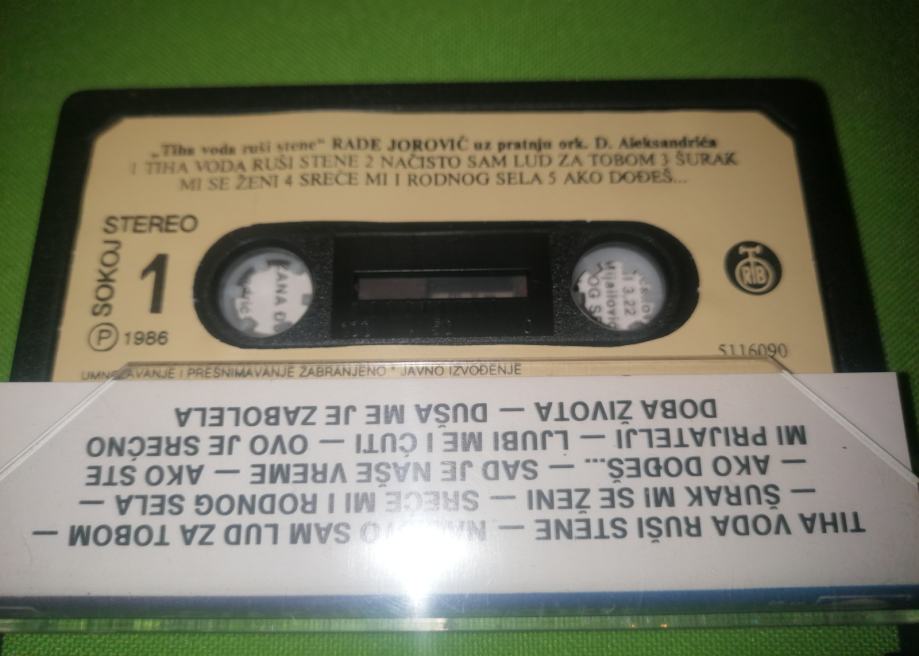 „Tiha voda ruši stene“ RADE JOROVIĆ uz pratnju ork. D. Aleksandrića
1 TIHA VODA RUŠI STENE 2 NAČISTO SAM LUD ZA TOBOM 3 ŠURAK
MI SE ŽENI 4 SREĆE MI I RODNOG SELA 5 AKO DOĐEŠ...
STEREO
SOKOJ
1
RTB
℗ 1986
5116090
UMNOŽAVANJE I PRESNIMAVANJE ZABRANJENO * JAVNO IZVOĐENJE
TIHA VODA RUŠI STENE — NAČISTO SAM LUD ZA TOBOM —
— ŠURAK MI SE ŽENI — SREĆE MI I RODNOG SELA —
— AKO DOĐEŠ... — SAD JE NAŠE VREME — AKO STE
MI PRIJATELJI — LJUBI ME I ĆUTI — OVO JE SREĆNO
DOBA ŽIVOTA — DUŠA ME JE ZABOLELA